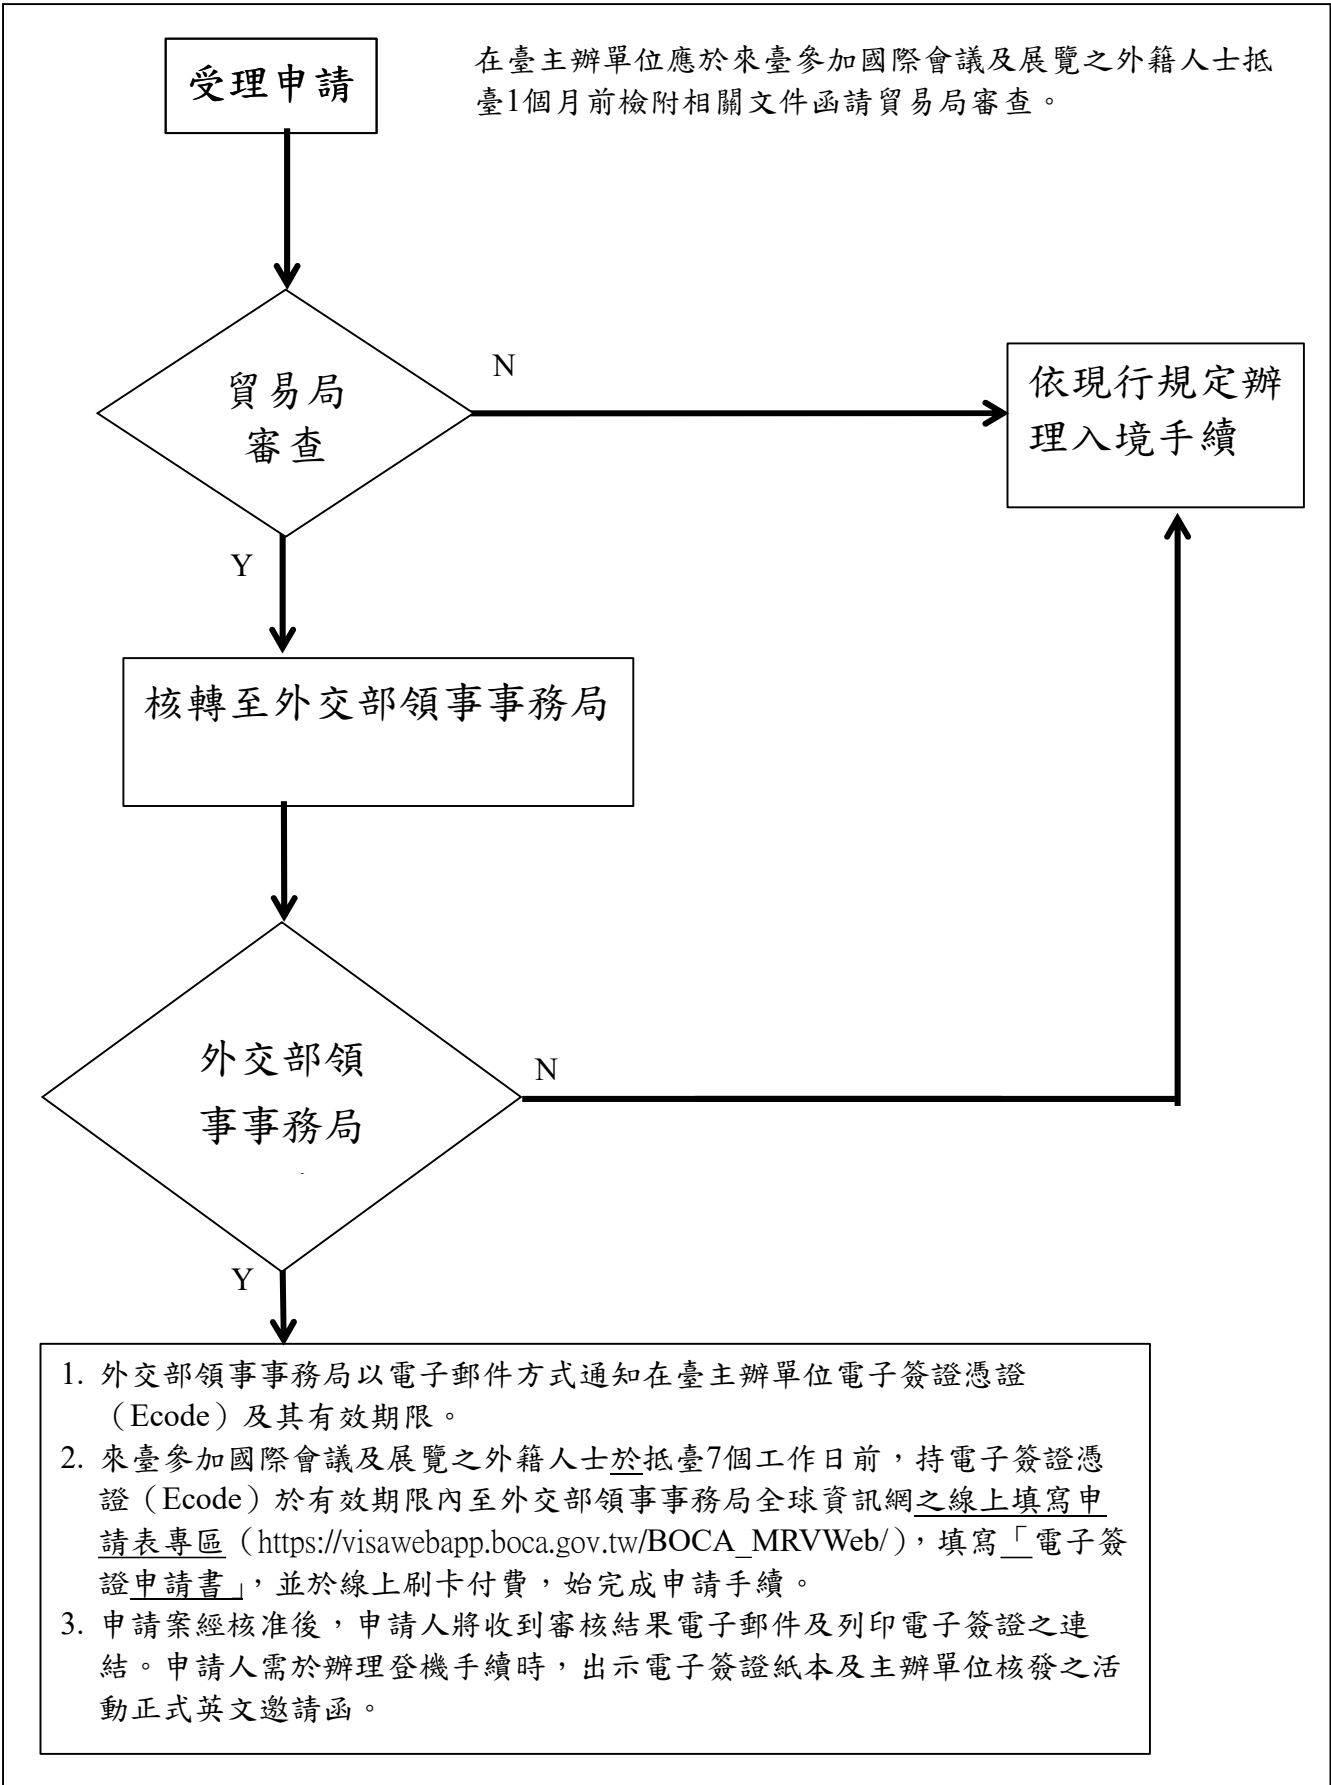 受理申請
在臺主辦單位應於來臺參加國際會議及展覽之外籍人士抵
臺1個月前檢附相關文件函請貿易局審查。
貿易局
審查
N
依現行規定辦
理入境手續
Y
核轉至外交部領事事務局
外交部領
事事務局
N
Y
1. 外交部領事事務局以電子郵件方式通知在臺主辦單位電子簽證憑證
（Ecode）及其有效期限。
2. 來臺參加國際會議及展覽之外籍人士於抵臺7個工作日前，持電子簽證憑
證（Ecode）於有效期限內至外交部領事事務局全球資訊網之線上填寫申
請表專區（https://visawebapp.boca.gov.tw/BOCA_MRVWeb/），填寫「電子簽
證申請書」，並於線上刷卡付費，始完成申請手續。
3. 申請案經核准後，申請人將收到審核結果電子郵件及列印電子簽證之連
結。申請人需於辦理登機手續時，出示電子簽證紙本及主辦單位核發之活
動正式英文邀請函。